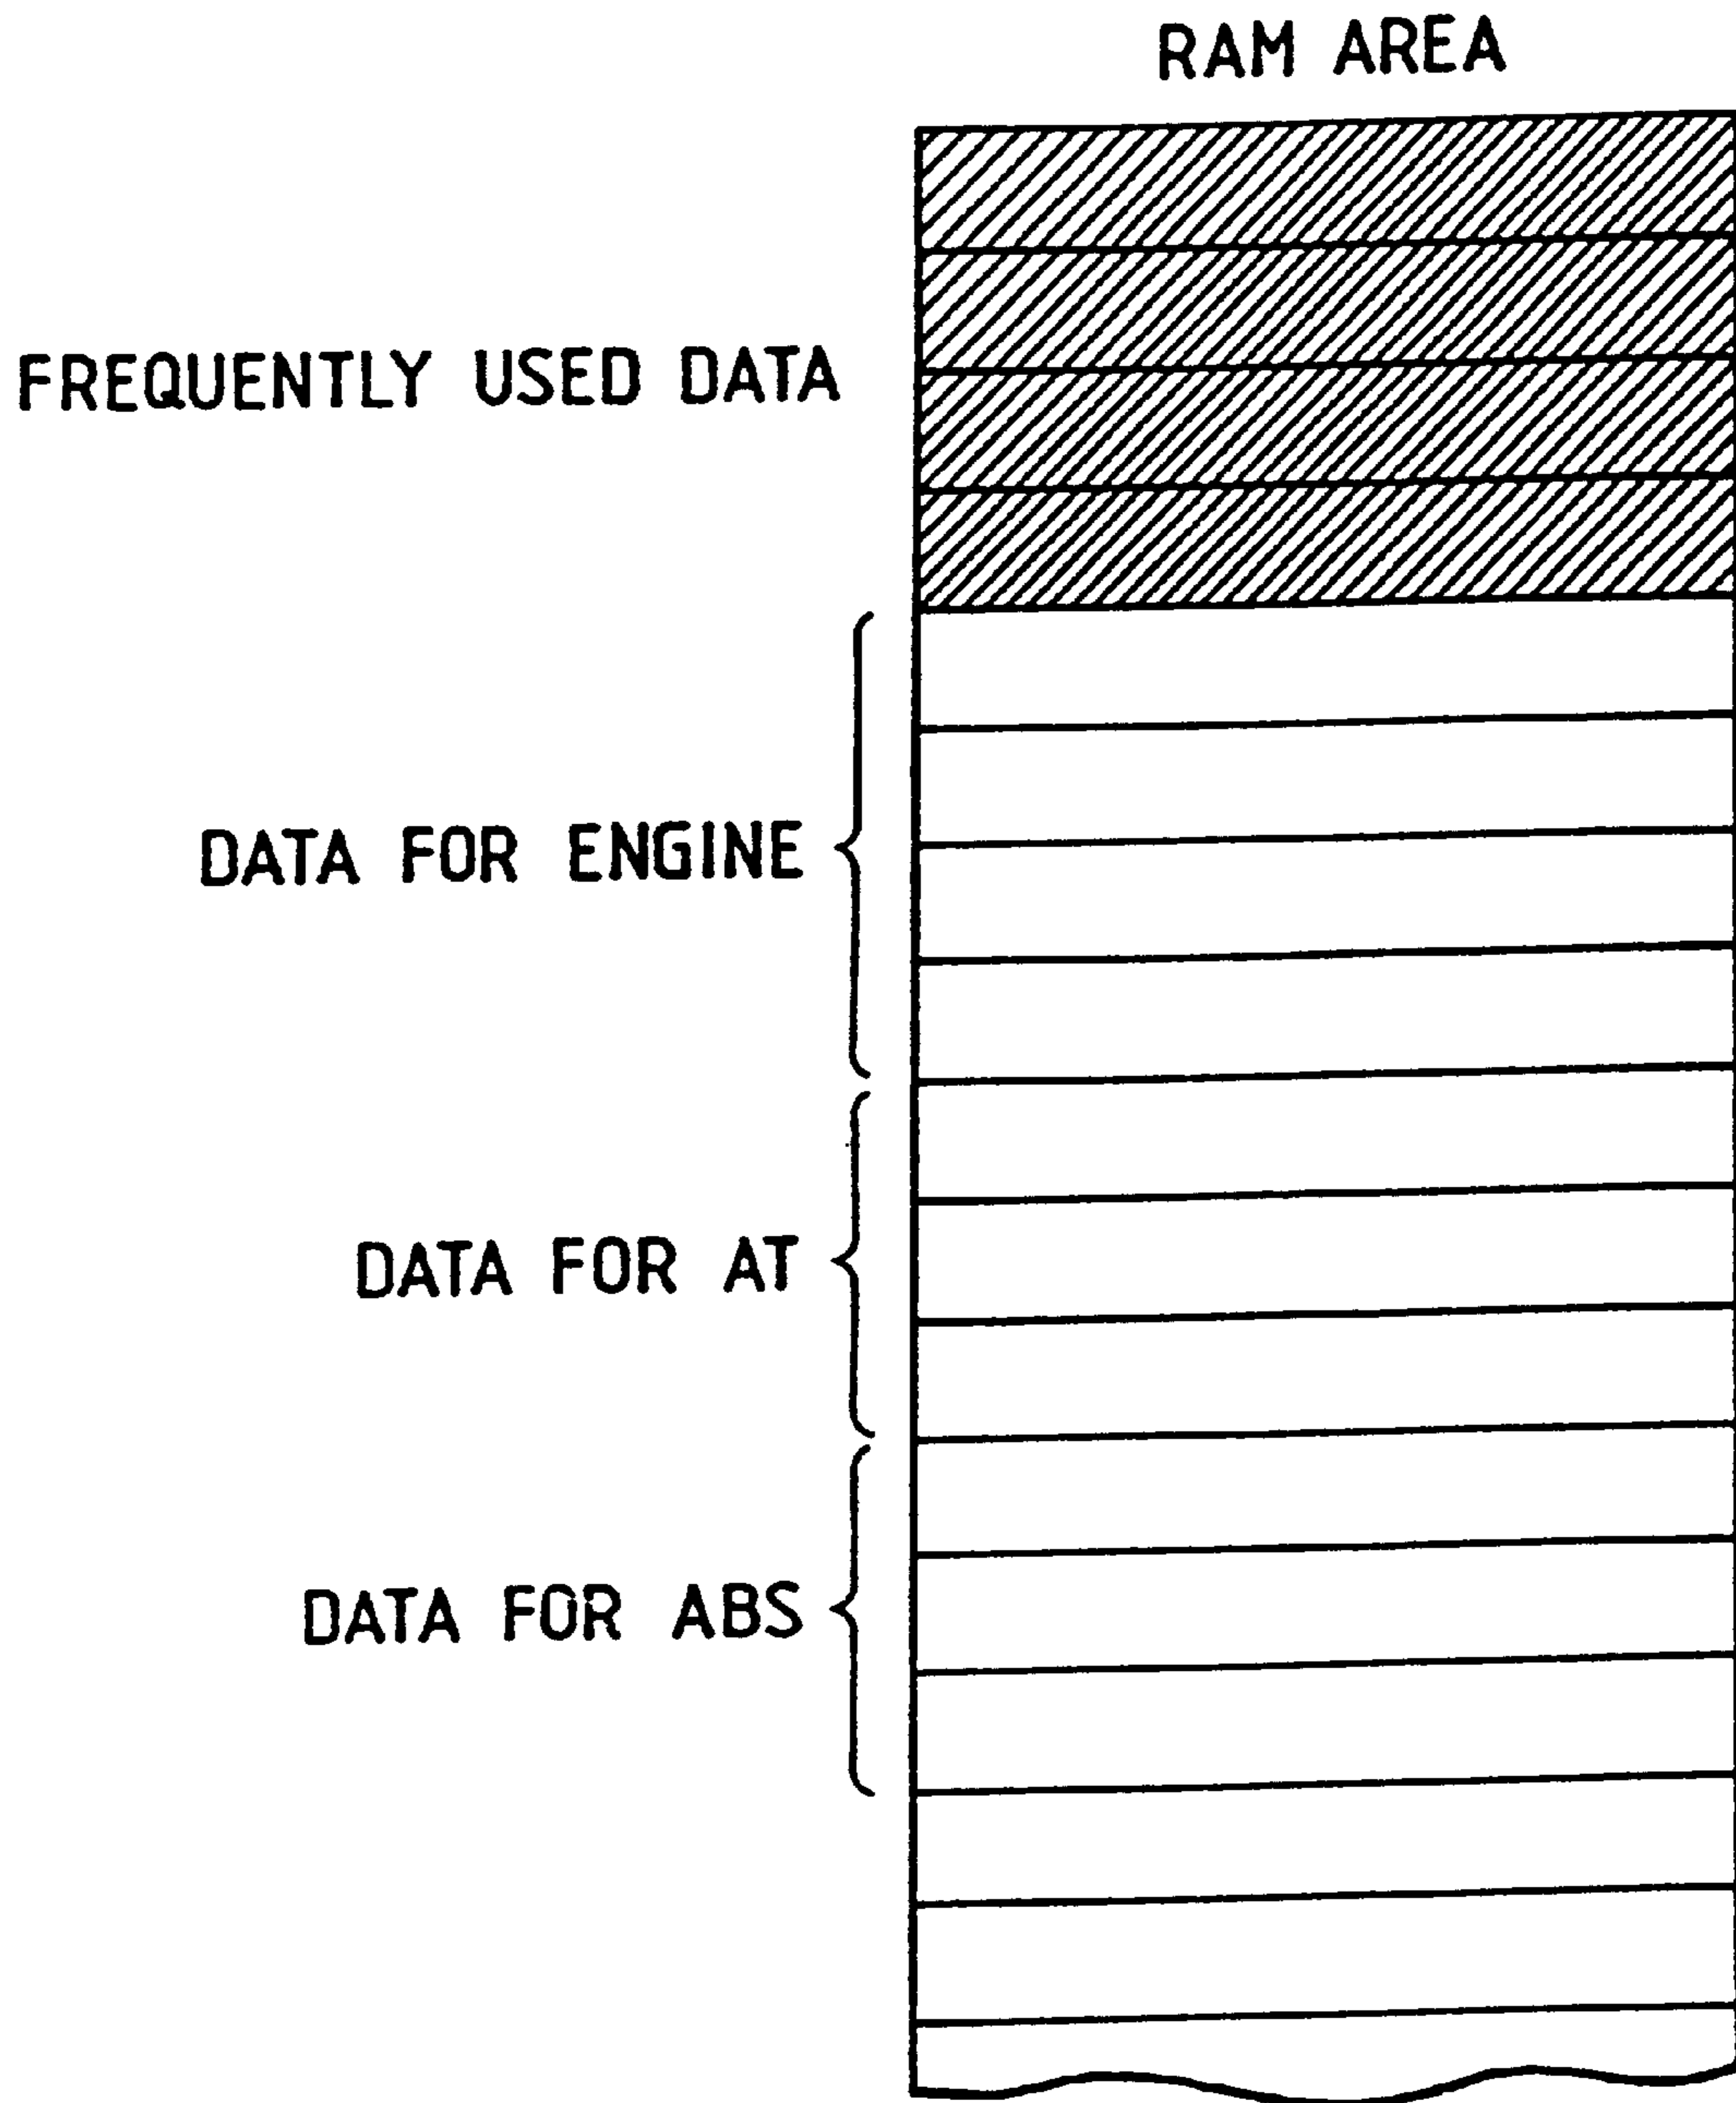 RAM AREA
FREQUENTLY USED DATA
DATA FOR ENGINE
DATA FOR AT
DATA FOR ABS